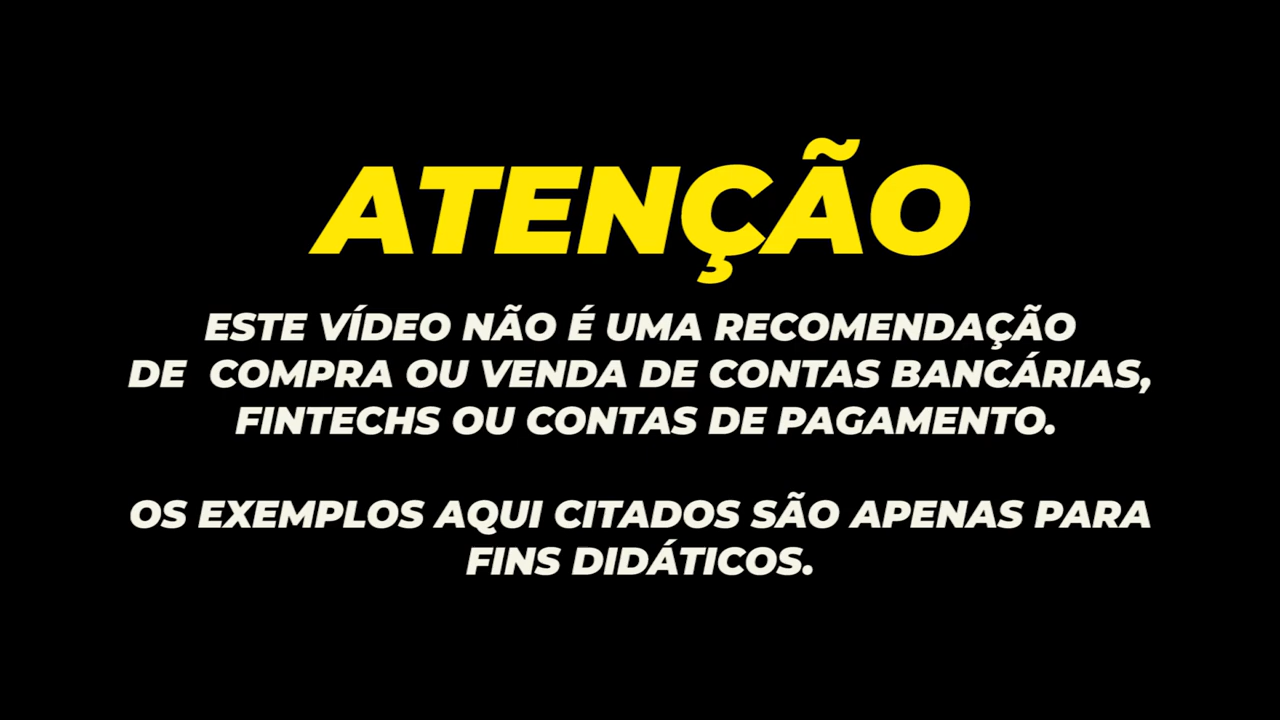 ATENÇÃO
ESTE VÍDEO NÃO É UMA RECOMENDAÇÃO
DE COMPRA OU VENDA DE CONTAS BANCÁRIAS,
FINTECHS OU CONTAS DE PAGAMENTO.
OS EXEMPLOS AQUI CITADOS SÃO APENAS PARA
FINS DIDÁTICOS.